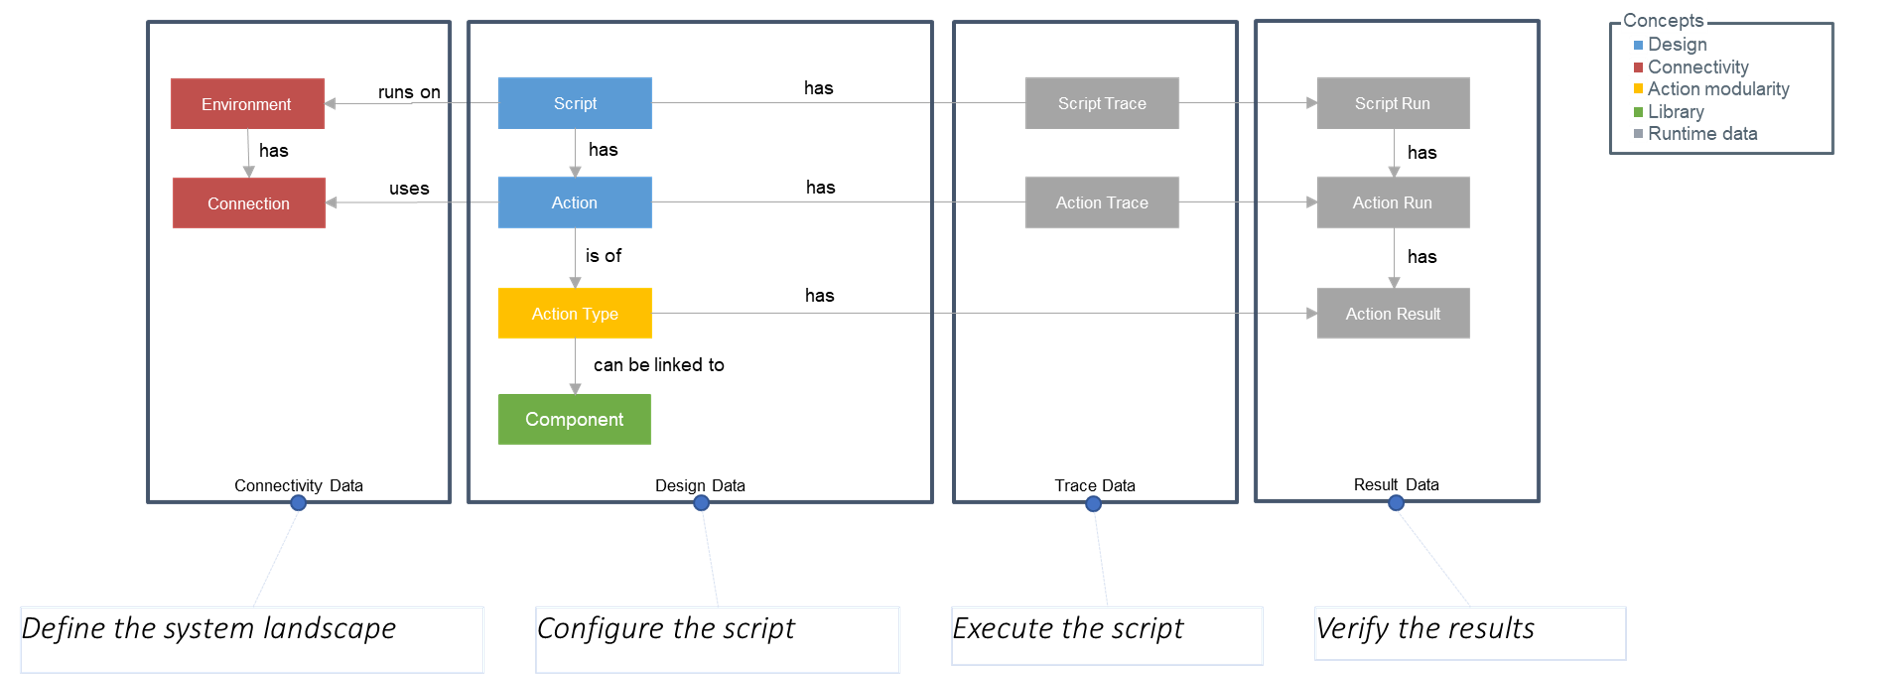 Concepts
Design
Connectivity
Action modularity
Library
Runtime data
Environment
runs on
Script
has
Script Trace
Script Run
has
has
has
Connection
uses
Action
has
Action Trace
Action Run
is of
has
Action Type
has
Action Result
can be linked to
Component
Connectivity Data
Design Data
Trace Data
Result Data
Define the system landscape
Configure the script
Execute the script
Verify the results